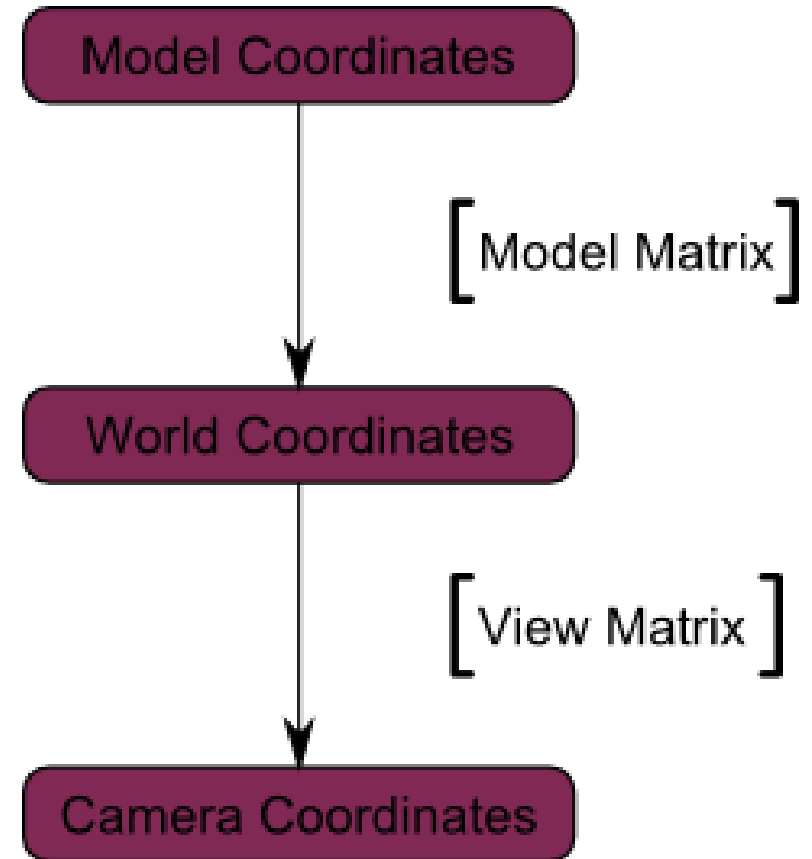 Model Coordinates
[Model Matrix]
World Coordinates
[View Matrix]
Camera Coordinates